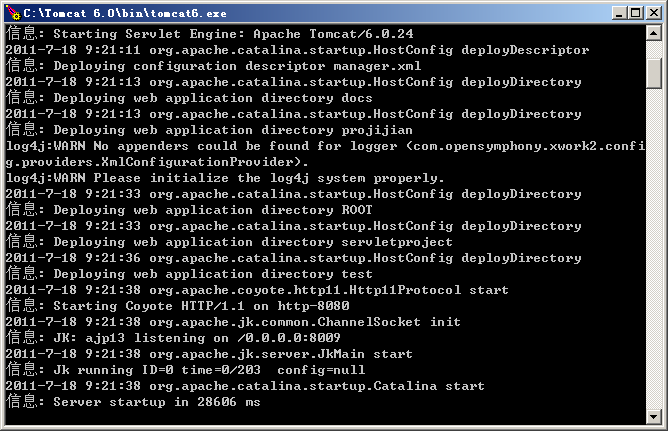 C:\Tomcat 6.0\bin\tomcat6.exe
信息: Starting Servlet Engine: Apache Tomcat/6.0.24
2011-7-18 9:21:11 org.apache.catalina.startup.HostConfig deployDescriptor
信息: Deploying configuration descriptor manager.xml
2011-7-18 9:21:13 org.apache.catalina.startup.HostConfig deployDirectory
信息: Deploying web application directory docs
2011-7-18 9:21:13 org.apache.catalina.startup.HostConfig deployDirectory
信息: Deploying web application directory projijian
log4j:WARN No appenders could be found for logger (com.opensymphony.xwork2.confi
g.providers.XmlConfigurationProvider).
log4j:WARN Please initialize the log4j system properly.
2011-7-18 9:21:33 org.apache.catalina.startup.HostConfig deployDirectory
信息: Deploying web application directory ROOT
2011-7-18 9:21:33 org.apache.catalina.startup.HostConfig deployDirectory
信息: Deploying web application directory servletproject
2011-7-18 9:21:36 org.apache.catalina.startup.HostConfig deployDirectory
信息: Deploying web application directory test
2011-7-18 9:21:38 org.apache.coyote.http11.Http11Protocol start
信息: Starting Coyote HTTP/1.1 on http-8080
2011-7-18 9:21:38 org.apache.jk.common.ChannelSocket init
信息: JK: ajp13 listening on /0.0.0.0:8009
2011-7-18 9:21:38 org.apache.jk.server.JkMain start
信息: Jk running ID=0 time=0/203  config=null
2011-7-18 9:21:38 org.apache.catalina.startup.Catalina start
信息: Server startup in 28606 ms